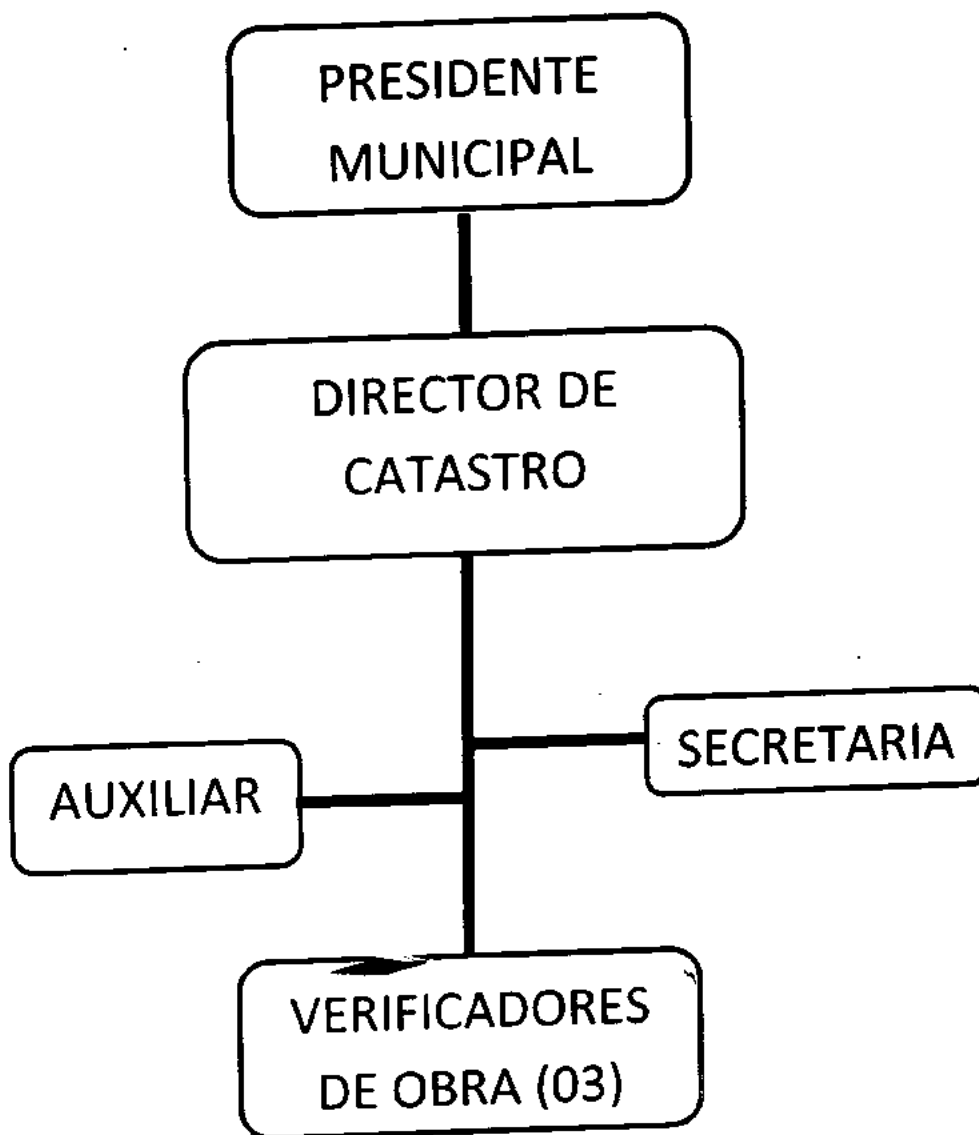 PRESIDENTE
MUNICIPAL
DIRECTOR DE
CATASTRO
SECRETARIA
AUXILIAR
VERIFICADORES
DE OBRA (03)